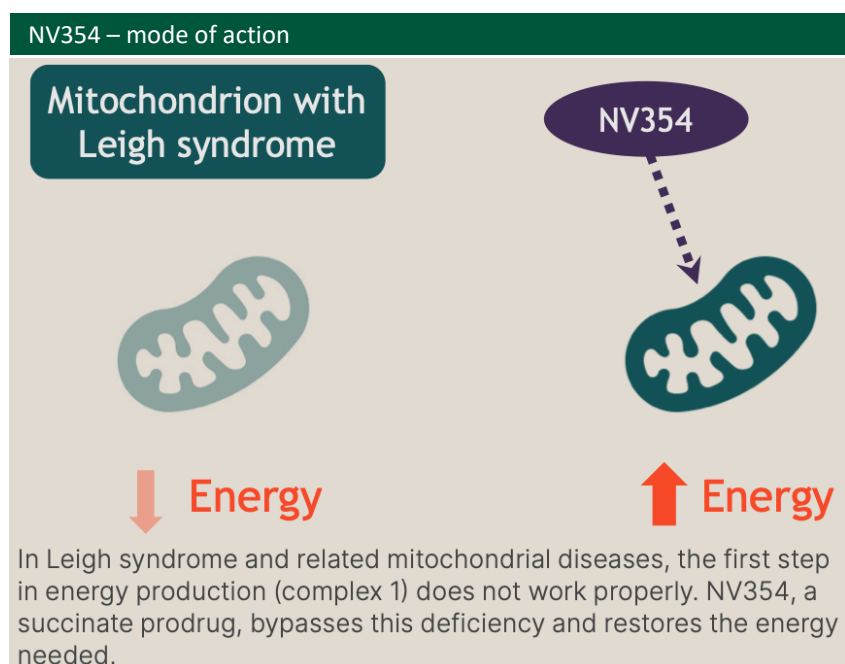 NV354 – mode of action
Mitochondrion with
Leigh syndrome
NV354
Energy
Energy
In Leigh syndrome and related mitochondrial diseases, the first step
in energy production (complex 1) does not work properly. NV354, a
succinate prodrug, bypasses this deficiency and restores the energy
needed.